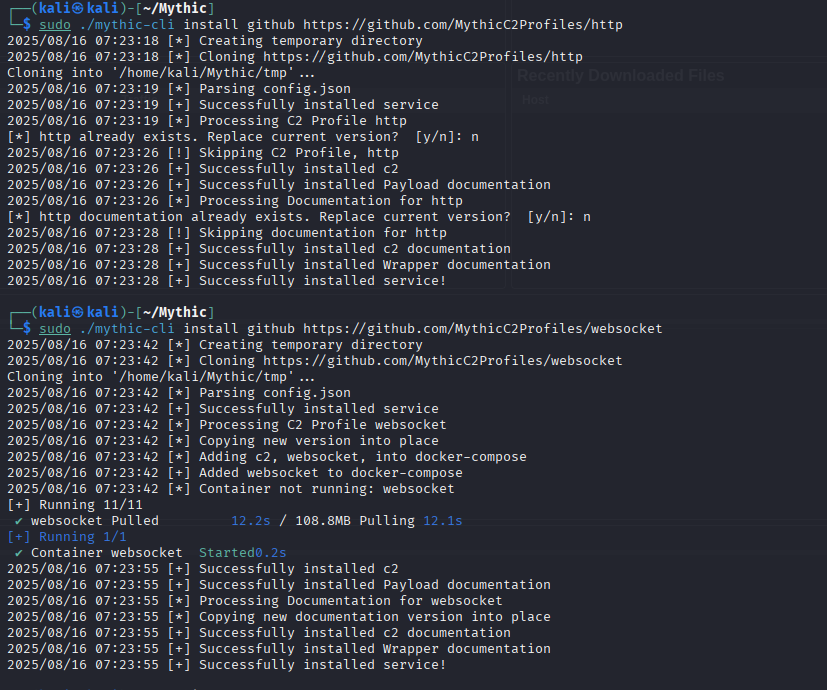 ┌──(kali㉿kali)-[~/Mythic]
└─$ sudo ./mythic-cli install github https://github.com/MythicC2Profiles/http
2025/08/16 07:23:18 [*] Creating temporary directory
2025/08/16 07:23:18 [*] Cloning https://github.com/MythicC2Profiles/http
Cloning into '/home/kali/Mythic/tmp'...
2025/08/16 07:23:19 [*] Parsing config.json
2025/08/16 07:23:19 [+] Successfully installed service
2025/08/16 07:23:19 [*] Processing C2 Profile http
[*] http already exists. Replace current version?  [y/n]: n
2025/08/16 07:23:26 [!] Skipping C2 Profile, http
2025/08/16 07:23:26 [+] Successfully installed c2
2025/08/16 07:23:26 [+] Successfully installed Payload documentation
2025/08/16 07:23:26 [*] Processing Documentation for http
[*] http documentation already exists. Replace current version?  [y/n]: n
2025/08/16 07:23:28 [!] Skipping documentation for http
2025/08/16 07:23:28 [+] Successfully installed c2 documentation
2025/08/16 07:23:28 [+] Successfully installed Wrapper documentation
2025/08/16 07:23:28 [+] Successfully installed service!
Recently Downloaded Files
Host
┌──(kali㉿kali)-[~/Mythic]
└─$ sudo ./mythic-cli install github https://github.com/MythicC2Profiles/websocket
2025/08/16 07:23:42 [*] Creating temporary directory
2025/08/16 07:23:42 [*] Cloning https://github.com/MythicC2Profiles/websocket
Cloning into '/home/kali/Mythic/tmp'...
2025/08/16 07:23:42 [*] Parsing config.json
2025/08/16 07:23:42 [+] Successfully installed service
2025/08/16 07:23:42 [*] Processing C2 Profile websocket
2025/08/16 07:23:42 [*] Copying new version into place
2025/08/16 07:23:42 [*] Adding c2, websocket, into docker-compose
2025/08/16 07:23:42 [+] Added websocket to docker-compose
2025/08/16 07:23:42 [*] Container not running: websocket
[+] Running 11/11
✔ websocket Pulled 12.2s / 108.8MB Pulling 12.1s
[+] Running 1/1
✔ Container websocket  Started0.2s
2025/08/16 07:23:55 [+] Successfully installed c2
2025/08/16 07:23:55 [+] Successfully installed Payload documentation
2025/08/16 07:23:55 [*] Processing Documentation for websocket
2025/08/16 07:23:55 [*] Copying new documentation version into place
2025/08/16 07:23:55 [+] Successfully installed c2 documentation
2025/08/16 07:23:55 [+] Successfully installed Wrapper documentation
2025/08/16 07:23:55 [+] Successfully installed service!